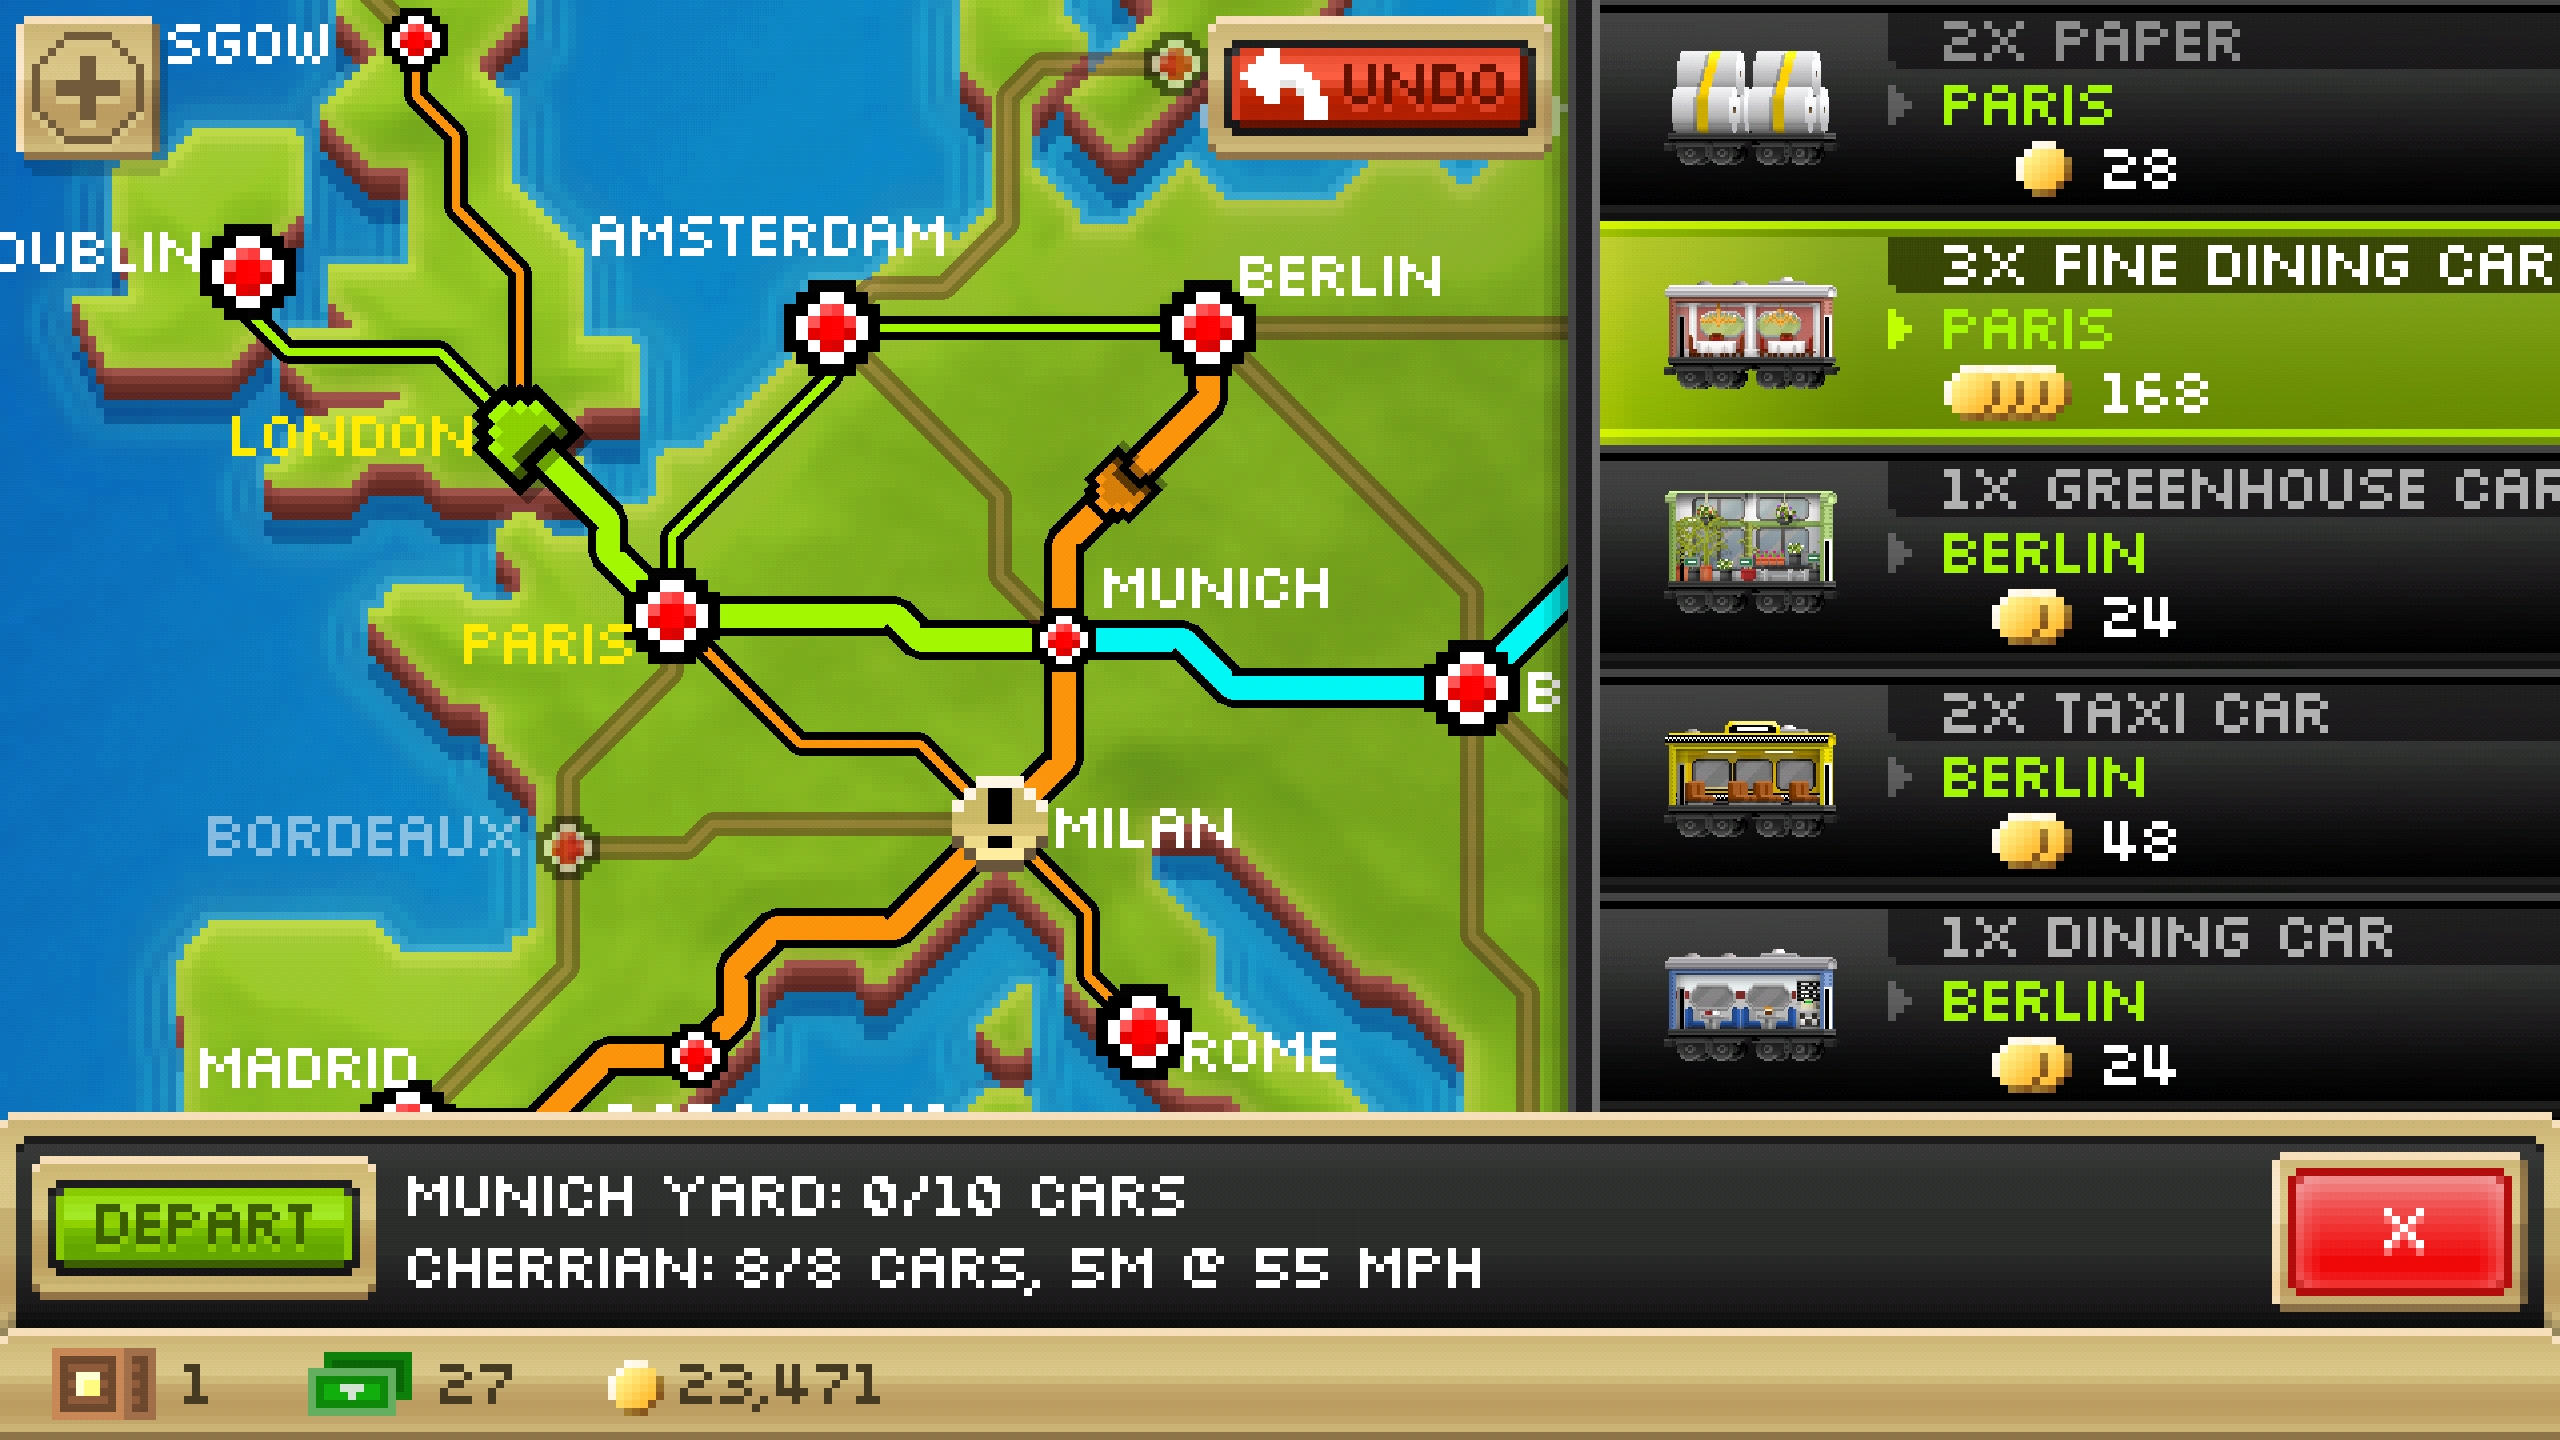 SGOW
UNDO
DUBLIN
AMSTERDAM
BERLIN
LONDON
MUNICH
PARIS
B
BORDEAUX
MILAN
MADRID
ROME
2X PAPER
PARIS
28
3X FINE DINING CAR
PARIS
168
1X GREENHOUSE CAR
BERLIN
24
2X TAXI CAR
BERLIN
48
1X DINING CAR
BERLIN
24
DEPART
MUNICH YARD: 0/10 CARS
CHERRIAN: 8/8 CARS, 5M @ 55 MPH
X
1
27
23,471